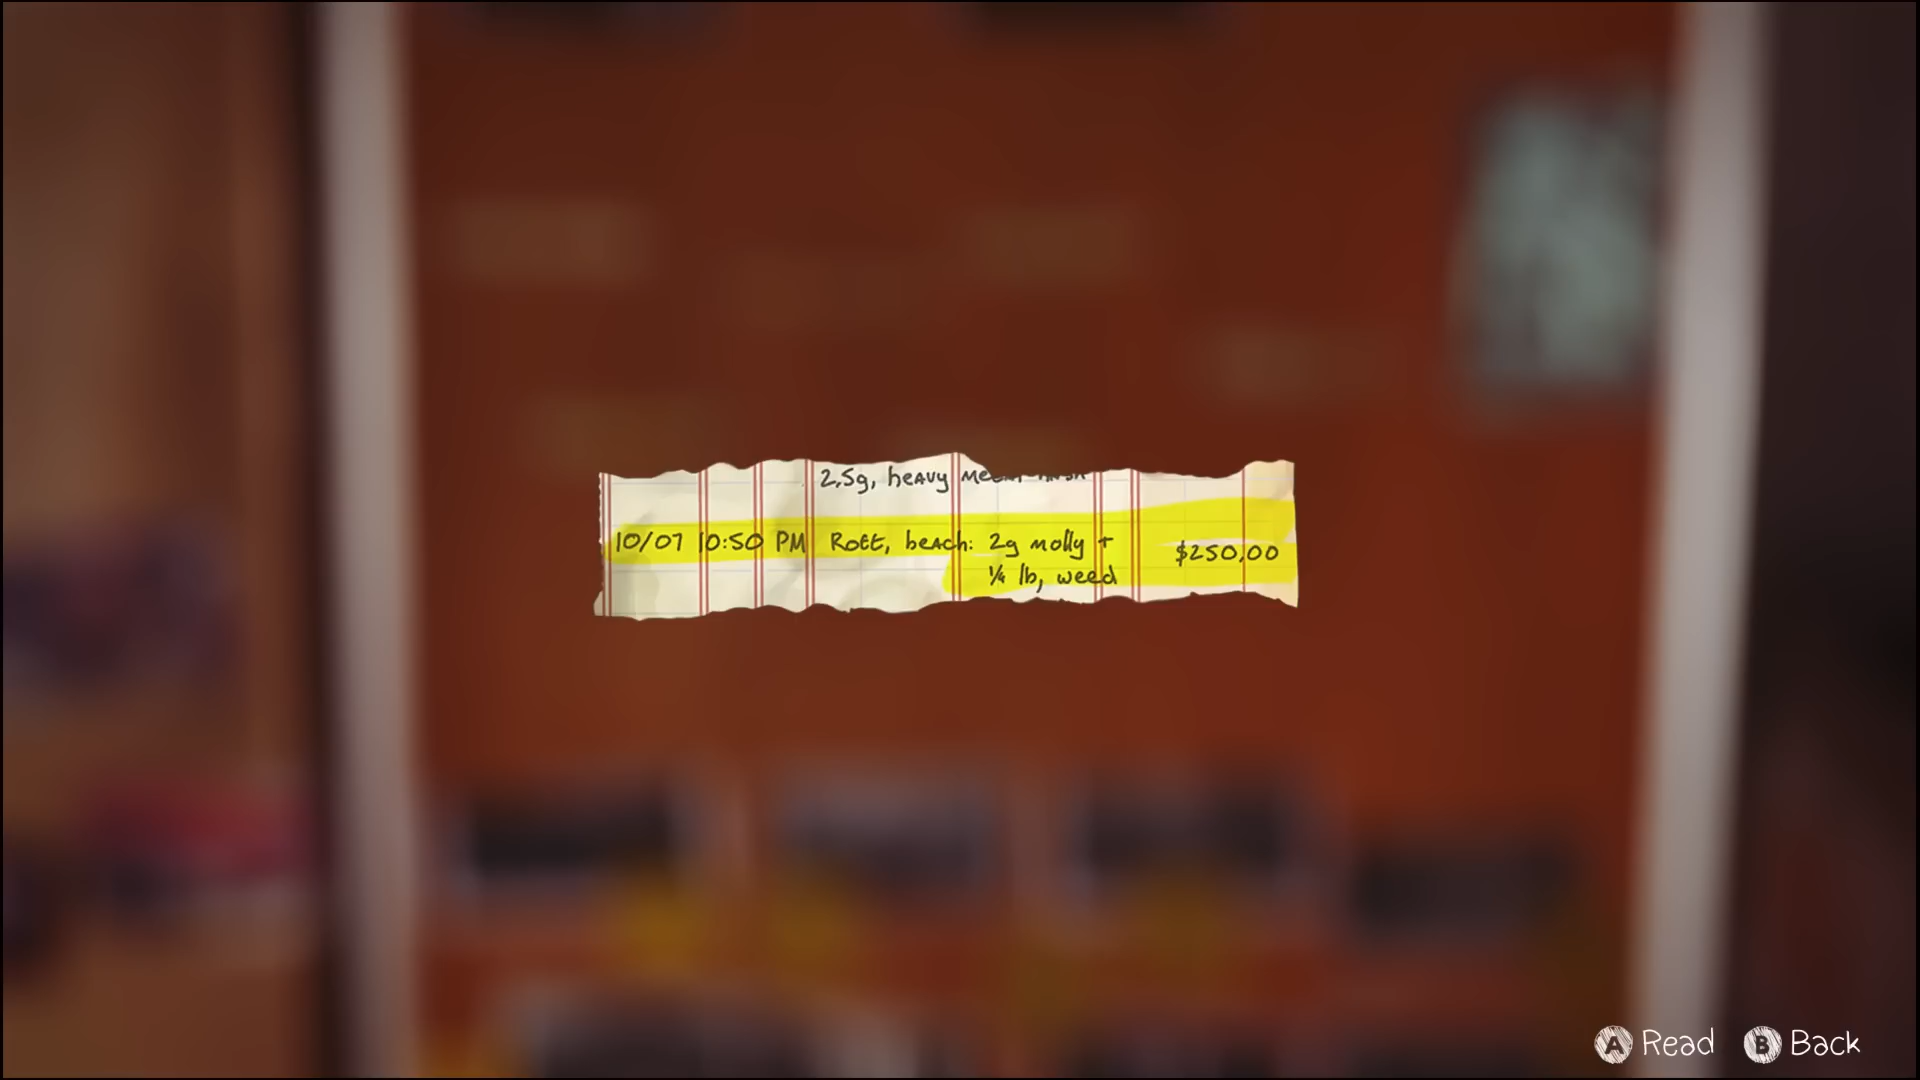 2,5g, heavy
10/07 10:50 PM Rott, beach: 2g molly + $250,00
1/4 lb, weed
A Read B Back